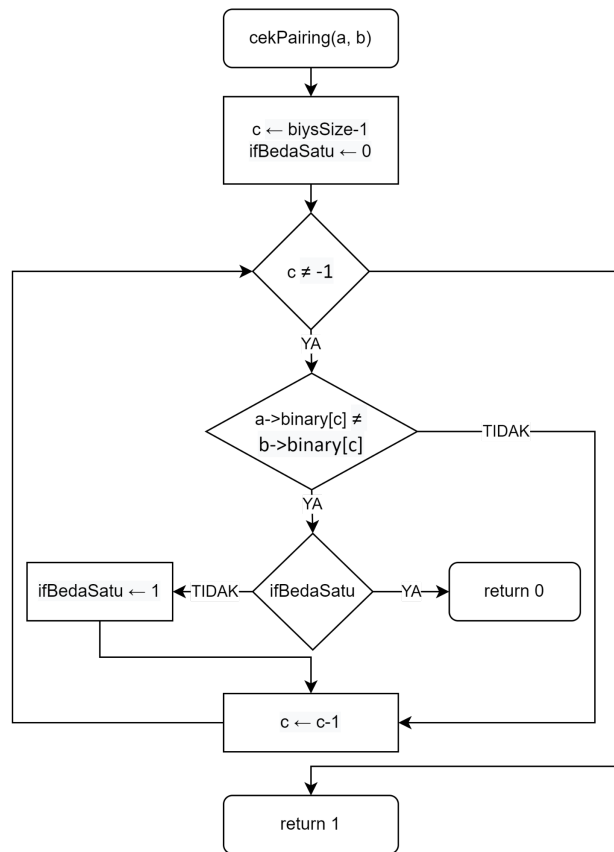 cekPairing(a, b)
c ← biysSize-1
ifBedaSatu ← 0
c ≠ -1
YA
a->binary[c] ≠
b->binary[c]
TIDAK
YA
ifBedaSatu ← 1
TIDAK
ifBedaSatu
YA
return 0
c ← c-1
return 1